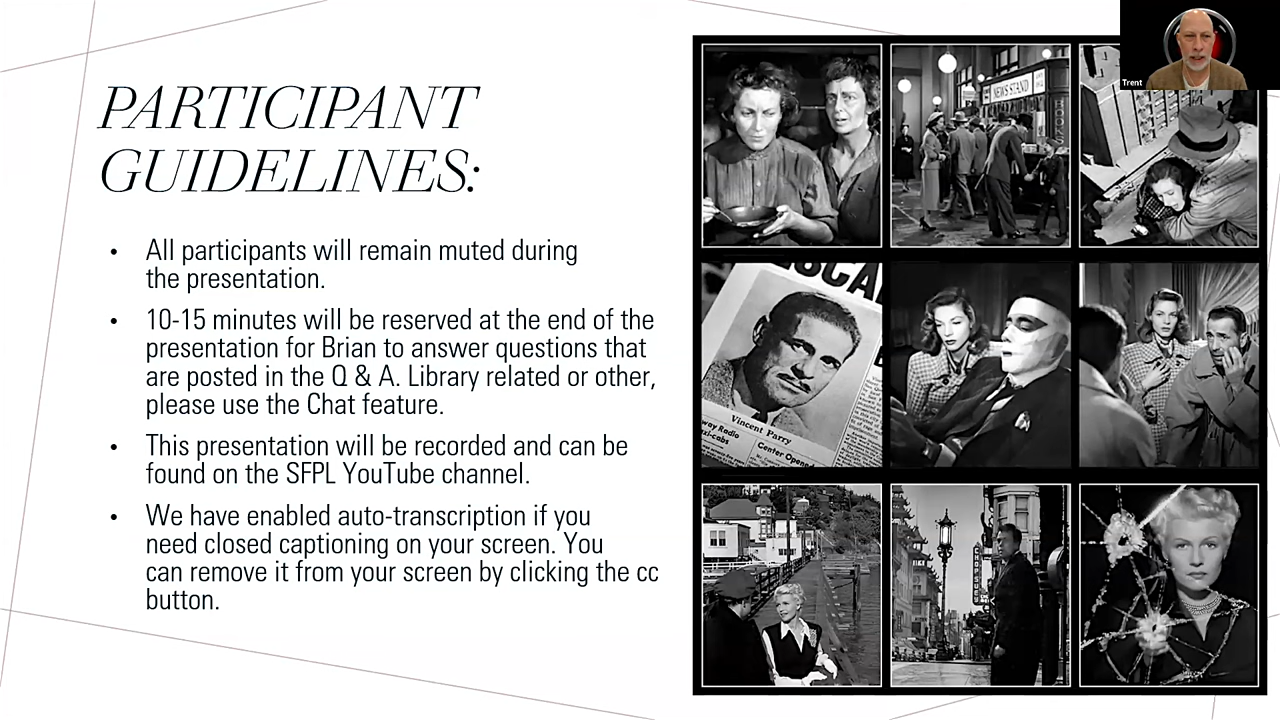 Trent
PARTICIPANT
GUIDELINES:
• All participants will remain muted during
the presentation.
• 10-15 minutes will be reserved at the end of the
presentation for Brian to answer questions that
are posted in the Q & A. Library related or other,
please use the Chat feature.
• This presentation will be recorded and can be
found on the SFPL YouTube channel.
• We have enabled auto-transcription if you
need closed captioning on your screen. You
can remove it from your screen by clicking the cc
button.
NEWS STAND
BOOKS
Vincent Parry
way Radio
Center Opened
CHOP SUEY